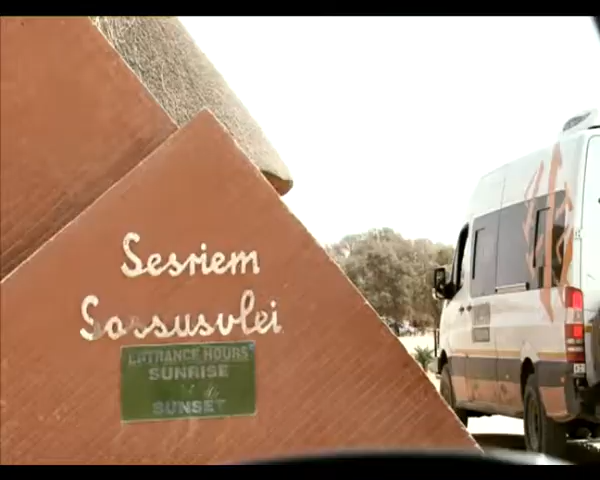 Sesriem
Sossusvlei
ENTRANCE HOURS
SUNRISE
SUNSET